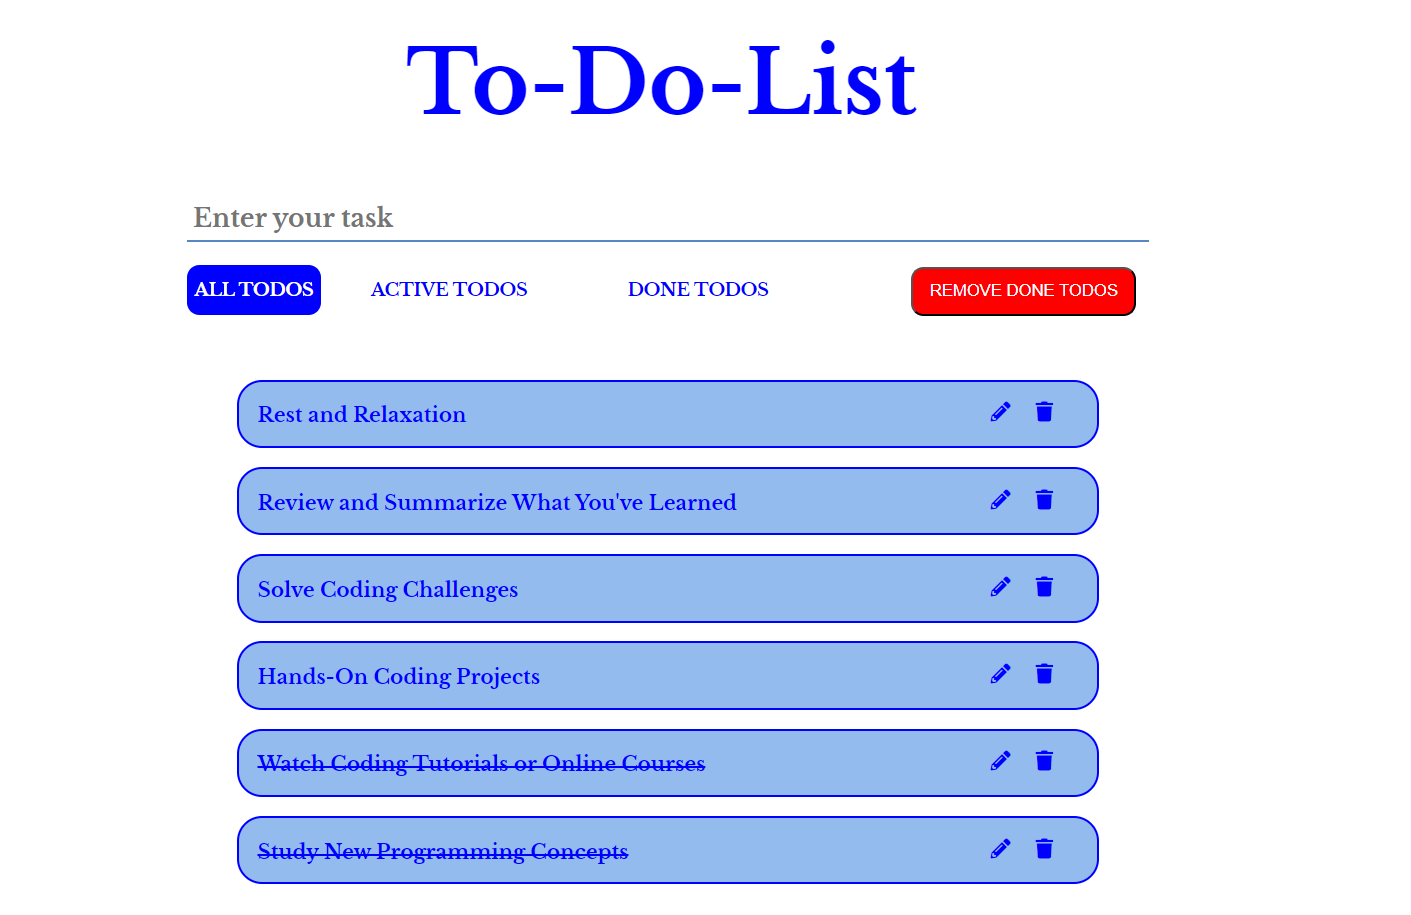 To-Do-List
Enter your task
ALL TODOS ACTIVE TODOS DONE TODOS REMOVE DONE TODOS
Rest and Relaxation
Review and Summarize What You've Learned
Solve Coding Challenges
Hands-On Coding Projects
Watch Coding Tutorials or Online Courses
Study New Programming Concepts